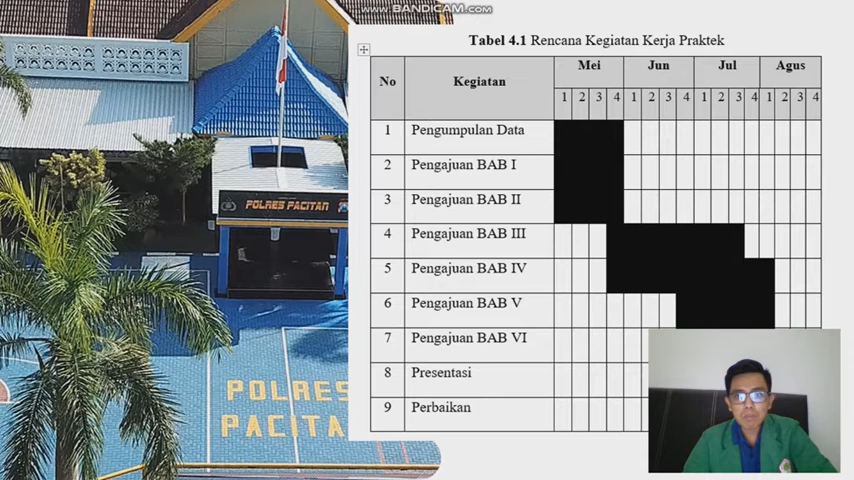 WWW.BANDICAM.COM
Tabel 4.1 Rencana Kegiatan Kerja Praktek
No Kegiatan Mei Jun Jul Agus
1 2 3 4 1 2 3 4 1 2 3 4 1 2 3 4
1 Pengumpulan Data
2 Pengajuan BAB I
3 Pengajuan BAB II
4 Pengajuan BAB III
5 Pengajuan BAB IV
6 Pengajuan BAB V
7 Pengajuan BAB VI
8 Presentasi
9 Perbaikan
POLRES PACITAN
POLRES
PACITA